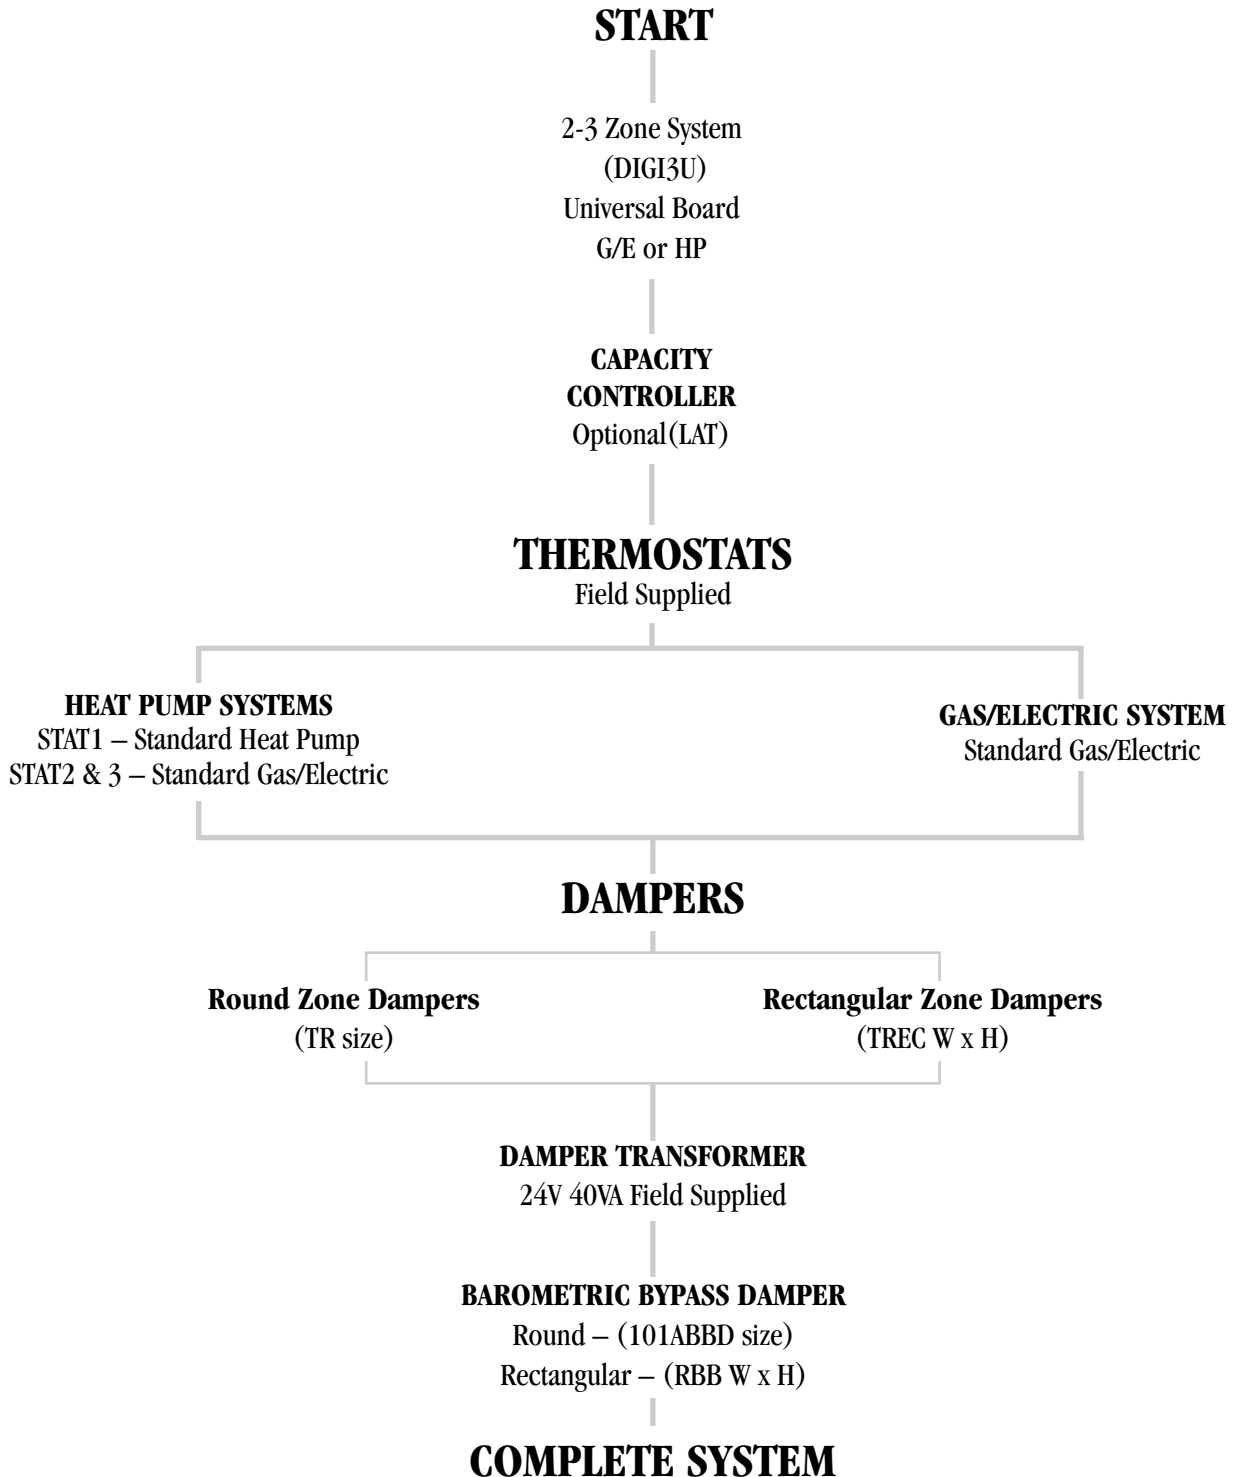 START
2-3 Zone System
(DIGI3U)
Universal Board
G/E or HP
CAPACITY
CONTROLLER
Optional(LAT)
THERMOSTATS
Field Supplied
HEAT PUMP SYSTEMS
STAT1 – Standard Heat Pump
STAT2 & 3 – Standard Gas/Electric
GAS/ELECTRIC SYSTEM
Standard Gas/Electric
DAMPERS
Round Zone Dampers
(TR size)
Rectangular Zone Dampers
(TREC W x H)
DAMPER TRANSFORMER
24V 40VA Field Supplied
BAROMETRIC BYPASS DAMPER
Round – (101ABBD size)
Rectangular – (RBB W x H)
COMPLETE SYSTEM